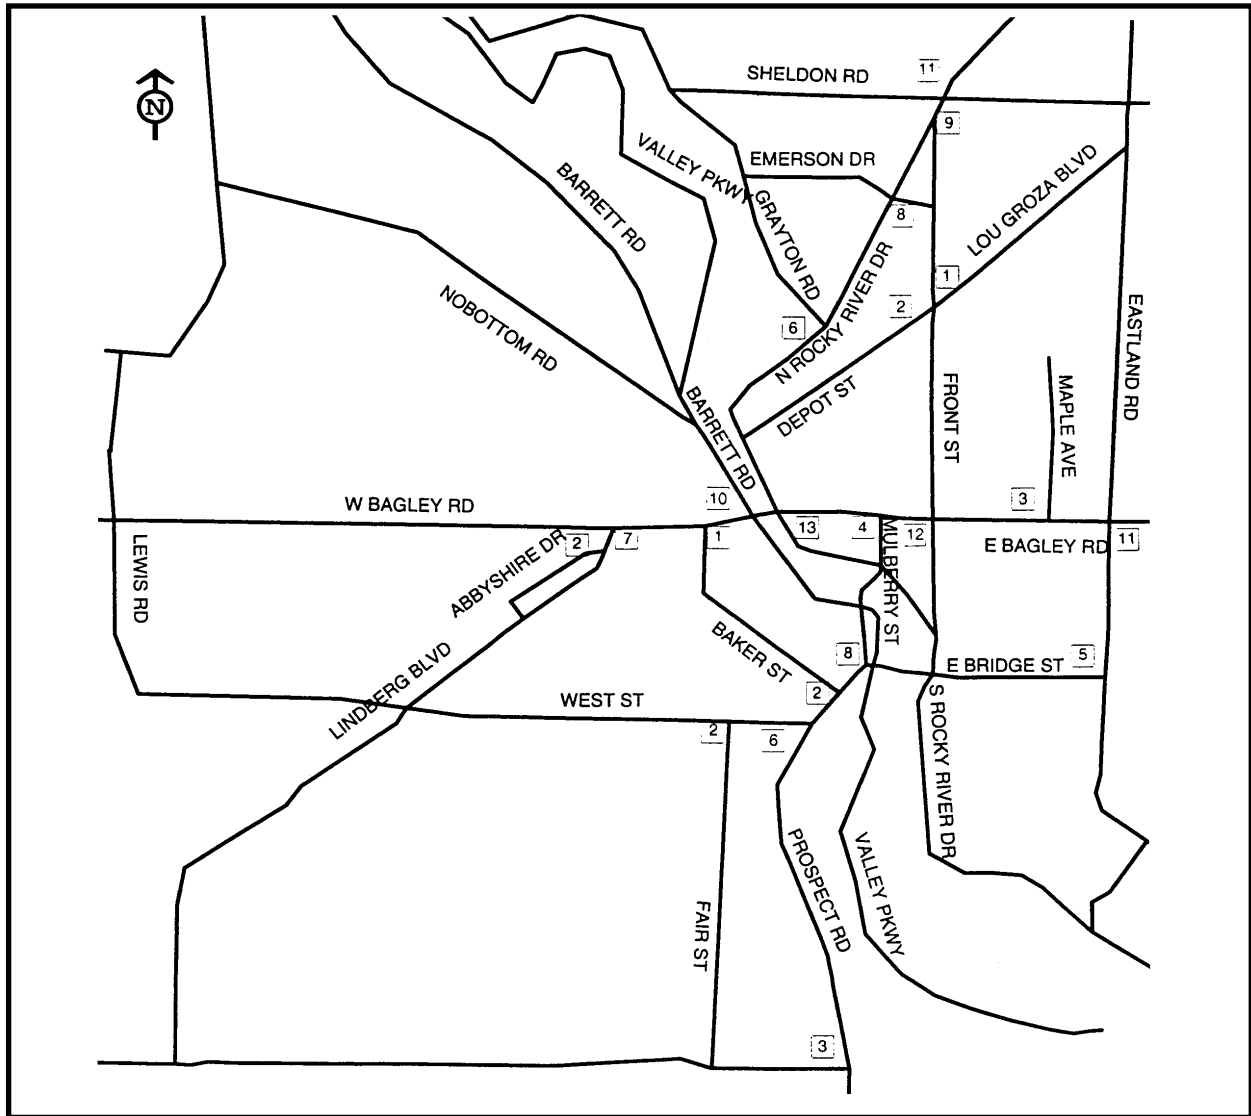 SHELDON RD
11
N
9
VALLEY PKWY
EMERSON DR
BARRETT RD
GRAYTON RD
8
LOU GROZA BLVD
N ROCKY RIVER DR
1
2
NOBOTTOM RD
6
EASTLAND RD
DEPOT ST
FRONT ST
MAPLE AVE
BARRETT RD
W BAGLEY RD
10
3
13
4
12
11
LEWIS RD
ABBYSHIRE DR
2
7
1
MULBERRY ST
E BAGLEY RD
BAKER ST
8
E BRIDGE ST
5
LINDBERG BLVD
WEST ST
2
S ROCKY RIVER DR
2
6
PROSPECT RD
VALLEY PKWY
FAIR ST
3